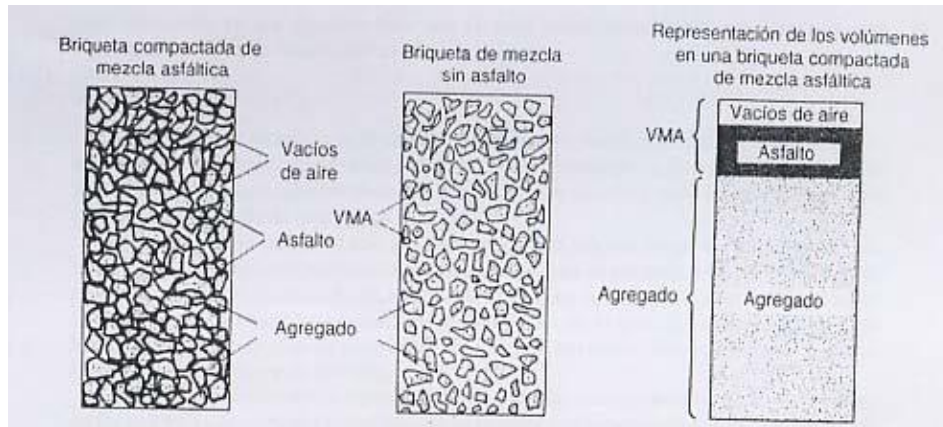 Briqueta compactada de
mezcla asfáltica
Vacíos
de aire
Asfalto
Agregado
Briqueta de mezcla
sin asfalto
VMA
Representación de los volúmenes
en una briqueta compactada
de mezcla asfáltica
VMA
Vacíos de aire
Asfalto
Agregado
Agregado